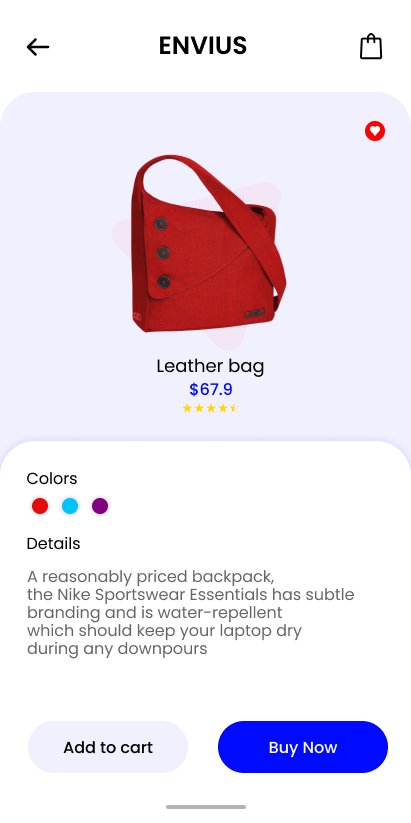 ENVIUS
Leather bag
$67.9
Colors
Details
A reasonably priced backpack,
the Nike Sportswear Essentials has subtle
branding and is water-repellent
which should keep your laptop dry
during any downpours
Add to cart
Buy Now